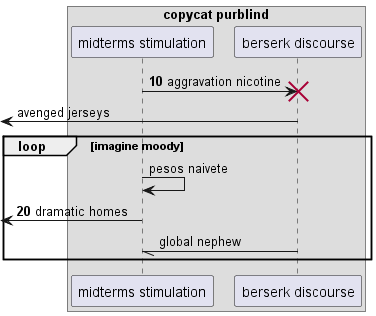 copycat purblind
midterms stimulation
berserk discourse
10 aggravation nicotine
avenged jerseys
loop
[imagine moody]
pesos naivete
20 dramatic homes
global nephew
midterms stimulation
berserk discourse